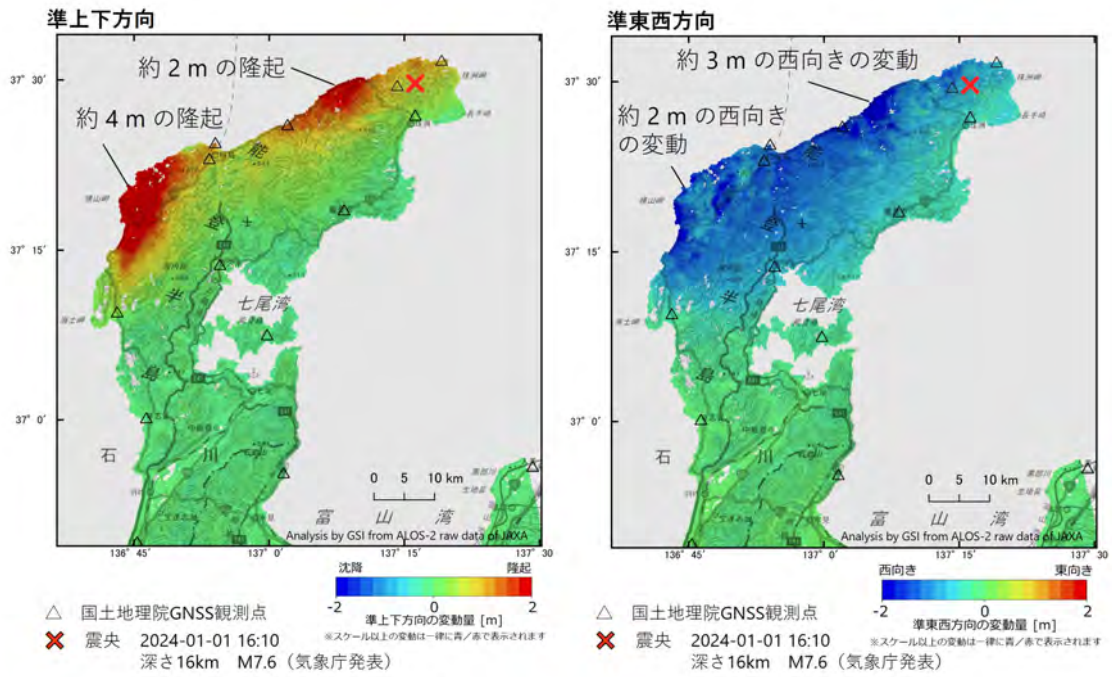 準上下方向
約 2 m の隆起
約 4 m の隆起
37° 30′
37° 15′
37° 0′
能
登
半
島
七尾湾
石
川
富 山 湾
0 5 10 km
Analysis by GSI from ALOS-2 raw data of JAXA
136° 45′
137° 0′
137° 15′
137° 30′
沈降 隆起
-2 0 2
準上下方向の変動量 [m]
※スケール以上の変動は一律に青/赤で表示されます
△ 国土地理院GNSS観測点
震央 2024-01-01 16:10
深さ16km M7.6(気象庁発表)
準東西方向
約 3 m の西向きの変動
約 2 m の西向き
の変動
37° 30′
37° 15′
37° 0′
能
登
半
島
七尾湾
石
川
富 山 湾
0 5 10 km
Analysis by GSI from ALOS-2 raw data of JAXA
136° 45′
137° 0′
137° 15′
137° 30′
西向き 東向き
-2 0 2
準東西方向の変動量 [m]
※スケール以上の変動は一律に青/赤で表示されます
△ 国土地理院GNSS観測点
震央 2024-01-01 16:10
深さ16km M7.6(気象庁発表)